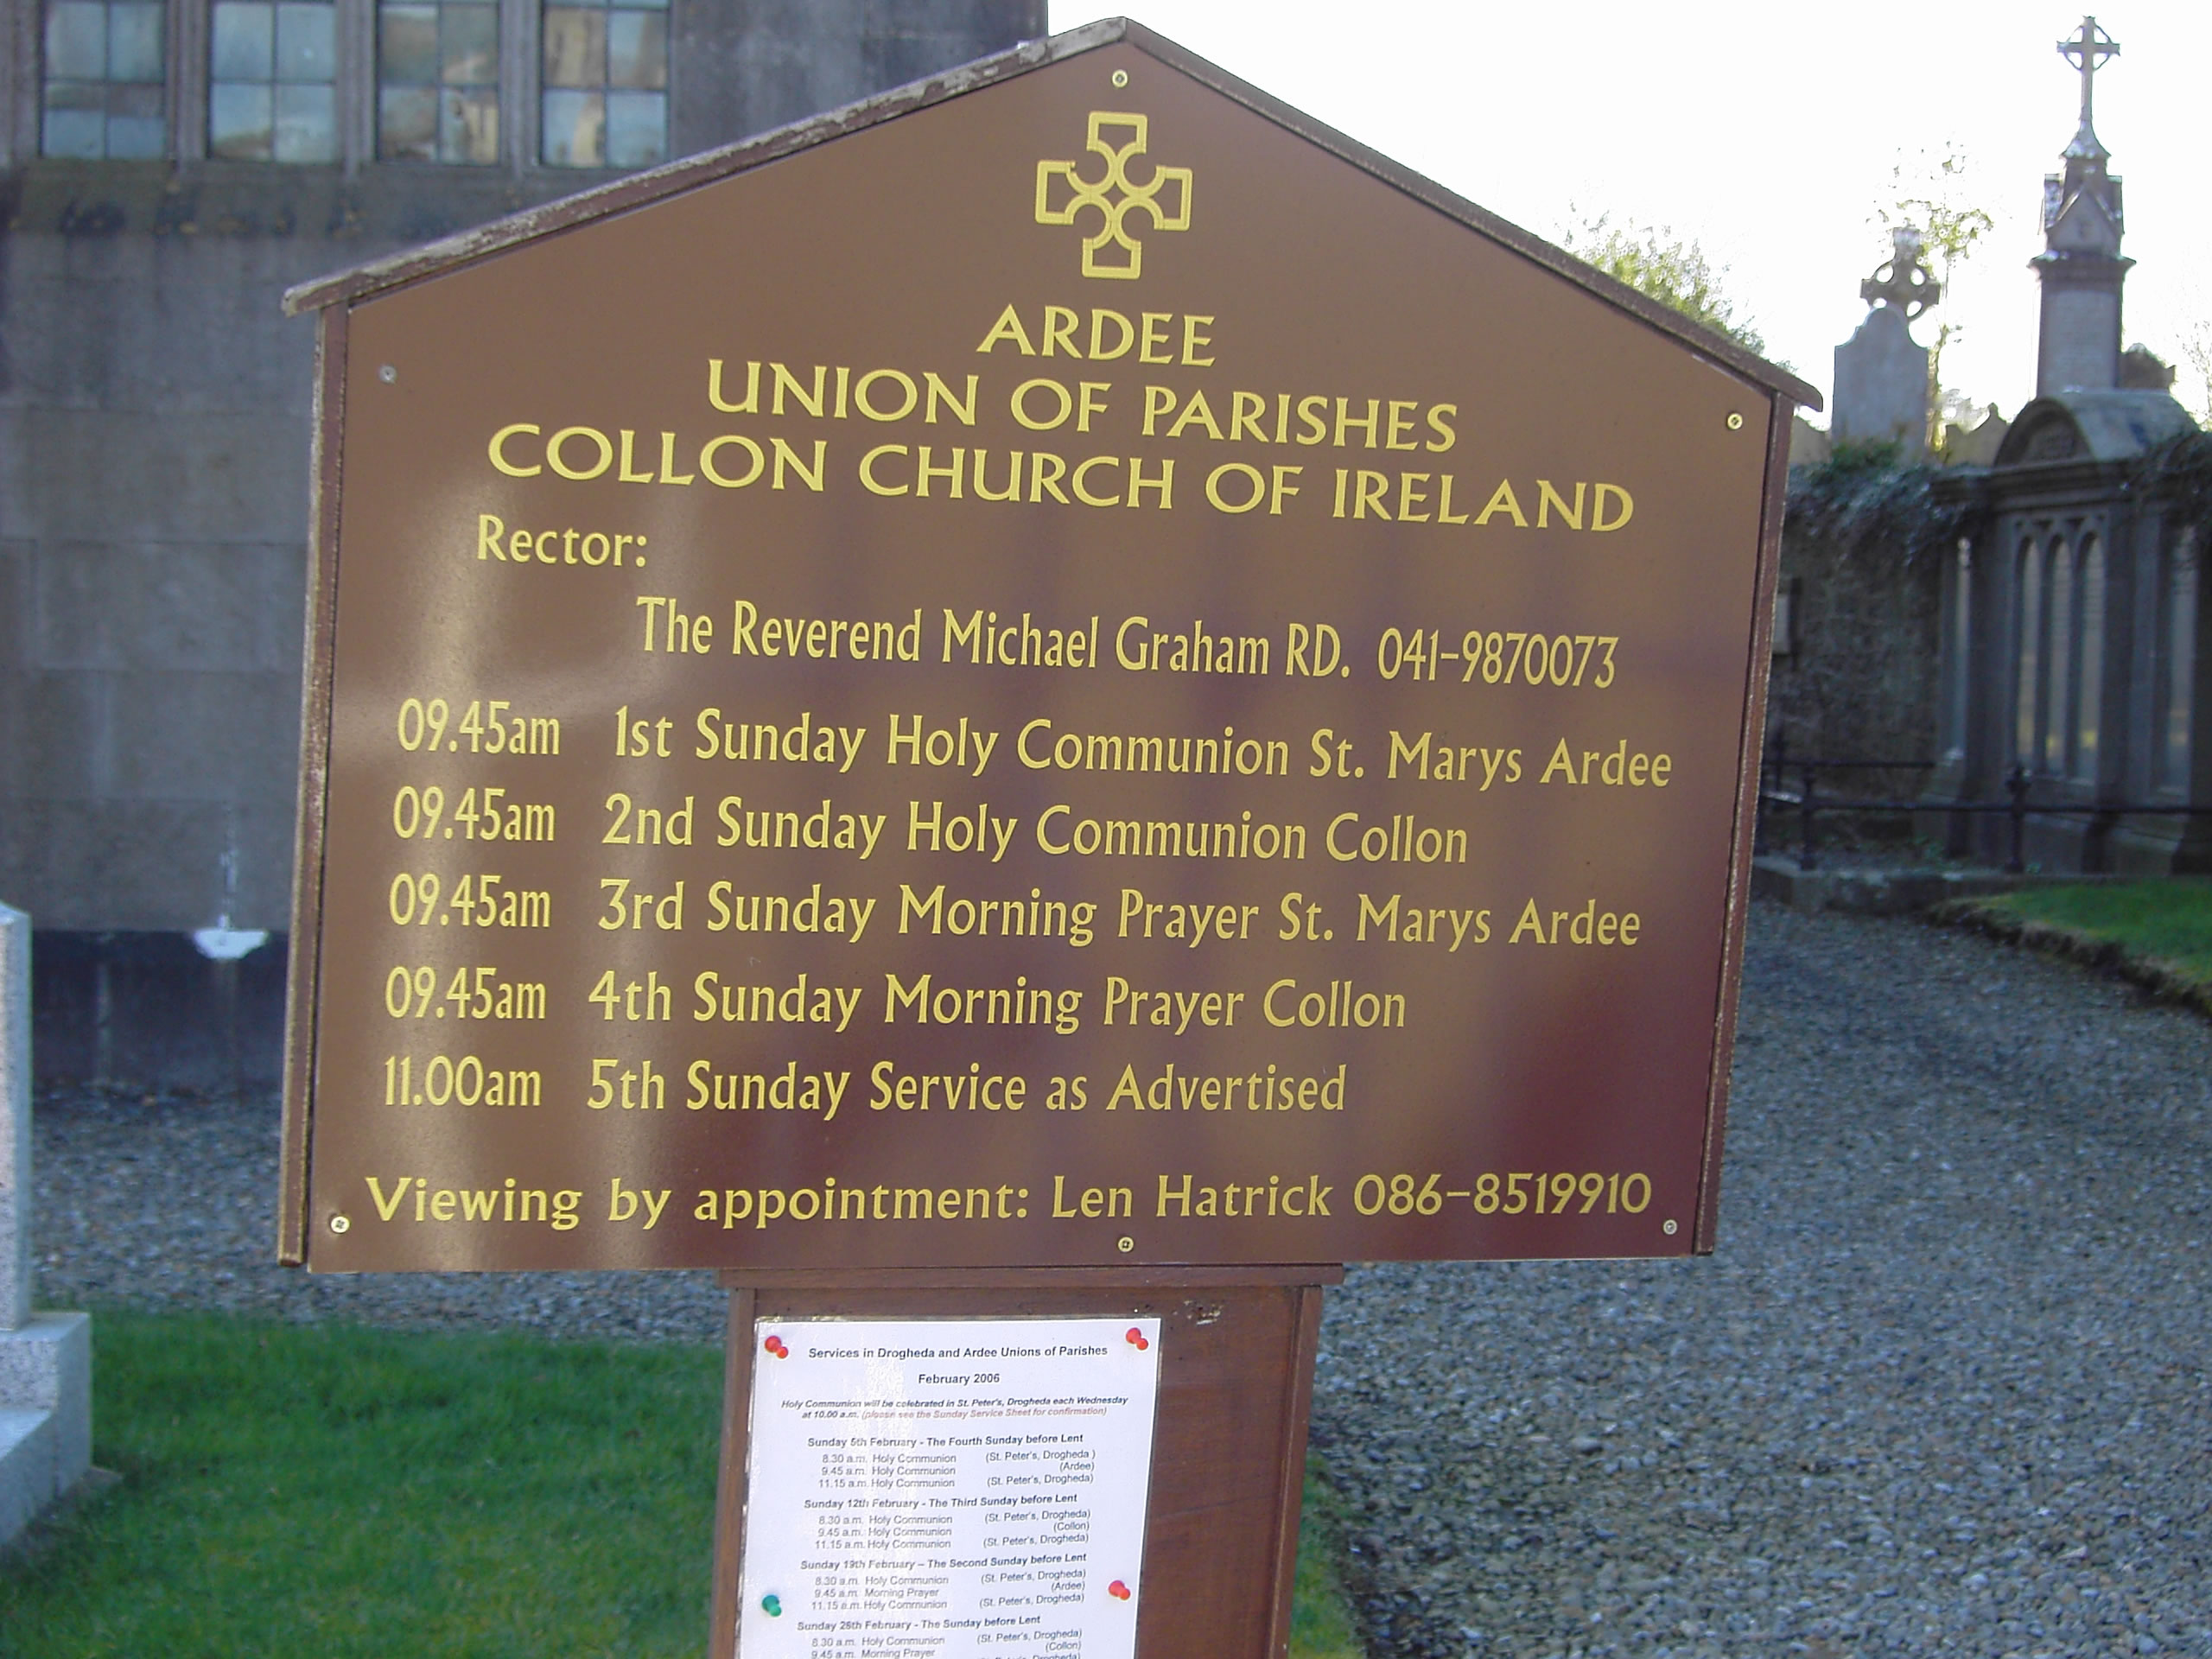 ARDEE
UNION OF PARISHES
COLLON CHURCH OF IRELAND
Rector:
The Reverend Michael Graham RD. 041-9870073
09.45am 1st Sunday Holy Communion St. Marys Ardee
09.45am 2nd Sunday Holy Communion Collon
09.45am 3rd Sunday Morning Prayer St. Marys Ardee
09.45am 4th Sunday Morning Prayer Collon
11.00am 5th Sunday Service as Advertised
Viewing by appointment: Len Hatrick 086-8519910
Services in Drogheda and Ardee Unions of Parishes
February 2006
Holy Communion will be celebrated in St. Peter's, Drogheda each Wednesday
at 10.00 a.m. (please see the Sunday Service Sheet for confirmation)
Sunday 5th February - The Fourth Sunday before Lent
8.30 a.m. Holy Communion (St. Peter's, Drogheda )
9.45 a.m. Holy Communion (Ardee)
11.15 a.m. Holy Communion (St. Peter's, Drogheda)
Sunday 12th February - The Third Sunday before Lent
8.30 a.m. Holy Communion (St. Peter's, Drogheda)
9.45 a.m. Holy Communion (Collon)
11.15 a.m. Holy Communion (St. Peter's, Drogheda)
Sunday 19th February – The Second Sunday before Lent
8.30 a.m. Holy Communion (St. Peter's, Drogheda)
9.45 a.m. Morning Prayer (Ardee)
11.15 a.m. Holy Communion (St. Peter's, Drogheda)
Sunday 26th February - The Sunday before Lent
8.30 a.m. Holy Communion (St. Peter's, Drogheda)
9.45 a.m. Morning Prayer (Collon)